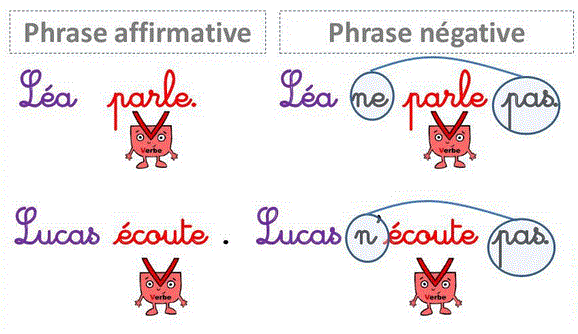 Phrase affirmative Phrase négative
Léa parle. Léa ne parle pas.
Verbe Verbe
Lucas écoute . Lucas n'écoute pas.
Verbe Verbe